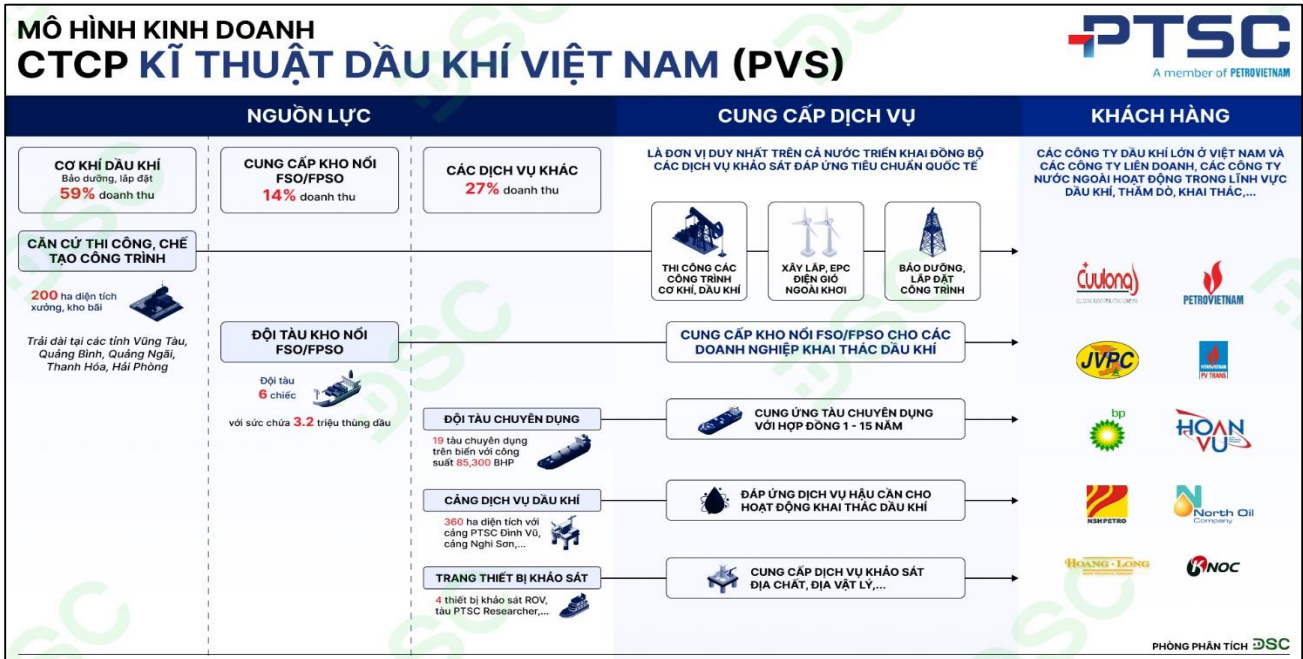 MÔ HÌNH KINH DOANH
CTCP KĨ THUẬT DẦU KHÍ VIỆT NAM (PVS)
PTSC
A member of PETROVIETNAM
NGUỒN LỰC
CUNG CẤP DỊCH VỤ
KHÁCH HÀNG
CƠ KHÍ DẦU KHÍ
Bảo dưỡng, lắp đặt
59% doanh thu
CUNG CẤP KHO NỔI
FSO/FPSO
14% doanh thu
CÁC DỊCH VỤ KHÁC
27% doanh thu
LÀ ĐƠN VỊ DUY NHẤT TRÊN CẢ NƯỚC TRIỂN KHAI ĐỒNG BỘ
CÁC DỊCH VỤ KHẢO SÁT ĐÁP ỨNG TIÊU CHUẨN QUỐC TẾ
CÁC CÔNG TY DẦU KHÍ LỚN Ở VIỆT NAM VÀ
CÁC CÔNG TY LIÊN DOANH, CÁC CÔNG TY
NƯỚC NGOÀI HOẠT ĐỘNG TRONG LĨNH VỰC
DẦU KHÍ, THĂM DÒ, KHAI THÁC,...
CĂN CỨ THI CÔNG, CHẾ
TẠO CÔNG TRÌNH
200 ha diện tích
xưởng, kho bãi
Trải dài tại các tỉnh Vũng Tàu,
Quảng Bình, Quảng Ngãi,
Thanh Hóa, Hải Phòng
THI CÔNG CÁC
CÔNG TRÌNH
CƠ KHÍ, DẦU KHÍ
XÂY LẮP, EPC
ĐIỆN GIÓ
NGOÀI KHƠI
BẢO DƯỠNG,
LẮP ĐẶT
CÔNG TRÌNH
ĐỘI TÀU KHO NỔI
FSO/FPSO
Đội tàu
6 chiếc
với sức chứa 3.2 triệu thùng dầu
CUNG CẤP KHO NỔI FSO/FPSO CHO CÁC
DOANH NGHIỆP KHAI THÁC DẦU KHÍ
ĐỘI TÀU CHUYÊN DỤNG
19 tàu chuyên dụng
trên biển với công
suất 85,300 BHP
CUNG ỨNG TÀU CHUYÊN DỤNG
VỚI HỢP ĐỒNG 1 - 15 NĂM
CẢNG DỊCH VỤ DẦU KHÍ
360 ha diện tích với
cảng PTSC Đình Vũ,
cảng Nghi Sơn,...
ĐÁP ỨNG DỊCH VỤ HẬU CẦN CHO
HOẠT ĐỘNG KHAI THÁC DẦU KHÍ
TRANG THIẾT BỊ KHẢO SÁT
4 thiết bị khảo sát ROV,
tàu PTSC Researcher,...
CUNG CẤP DỊCH VỤ KHẢO SÁT
ĐỊA CHẤT, ĐỊA VẬT LÝ,...
Cuulong
PETROVIETNAM
JVPC
PV TRANS
bp
HOAN VU
NSH PETRO
North Oil
Company
HOANG - LONG
KNOC
PHÒNG PHÂN TÍCH DSC